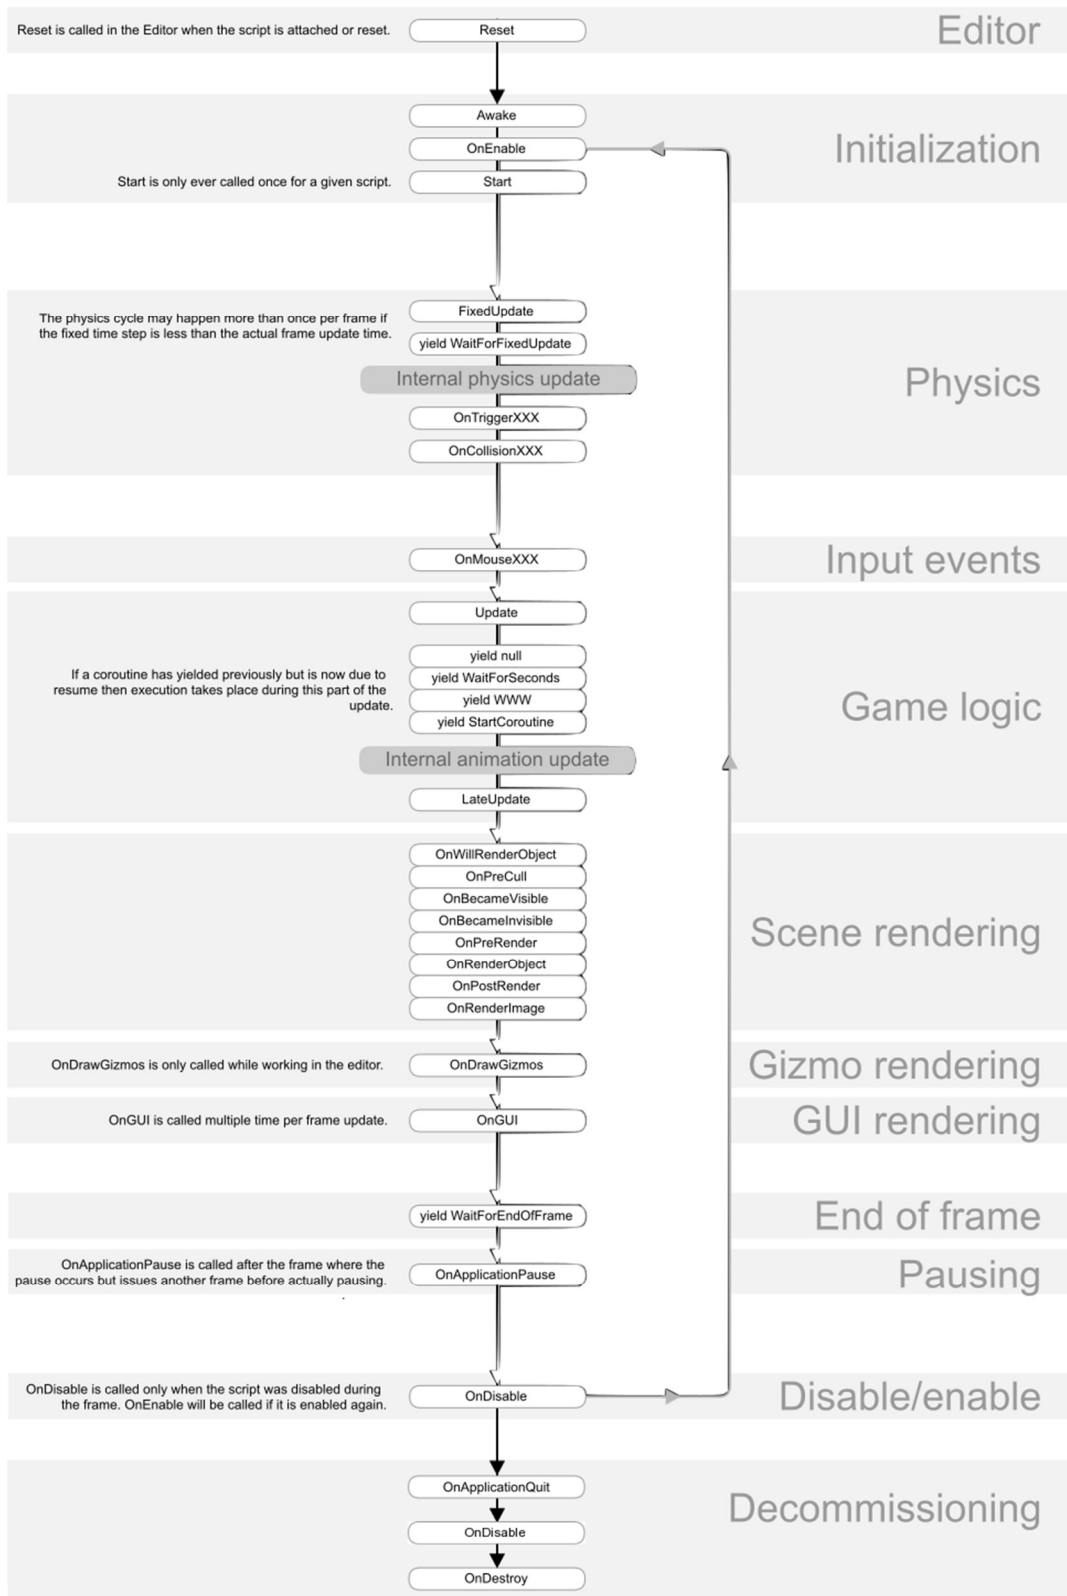 Reset is called in the Editor when the script is attached or reset.
Reset
Editor
Awake
OnEnable
Initialization
Start is only ever called once for a given script.
Start
The physics cycle may happen more than once per frame if
the fixed time step is less than the actual frame update time.
FixedUpdate
yield WaitForFixedUpdate
Internal physics update
Physics
OnTriggerXXX
OnCollisionXXX
OnMouseXXX
Input events
Update
If a coroutine has yielded previously but is now due to
resume then execution takes place during this part of the
update.
yield null
yield WaitForSeconds
yield WWW
yield StartCoroutine
Game logic
Internal animation update
LateUpdate
OnWillRenderObject
OnPreCull
OnBecameVisible
OnBecameInvisible
OnPreRender
OnRenderObject
OnPostRender
OnRenderImage
Scene rendering
OnDrawGizmos is only called while working in the editor.
OnDrawGizmos
Gizmo rendering
OnGUI is called multiple time per frame update.
OnGUI
GUI rendering
yield WaitForEndOfFrame
End of frame
OnApplicationPause is called after the frame where the
pause occurs but issues another frame before actually pausing.
OnApplicationPause
Pausing
OnDisable is called only when the script was disabled during
the frame. OnEnable will be called if it is enabled again.
OnDisable
Disable/enable
OnApplicationQuit
Decommissioning
OnDisable
OnDestroy